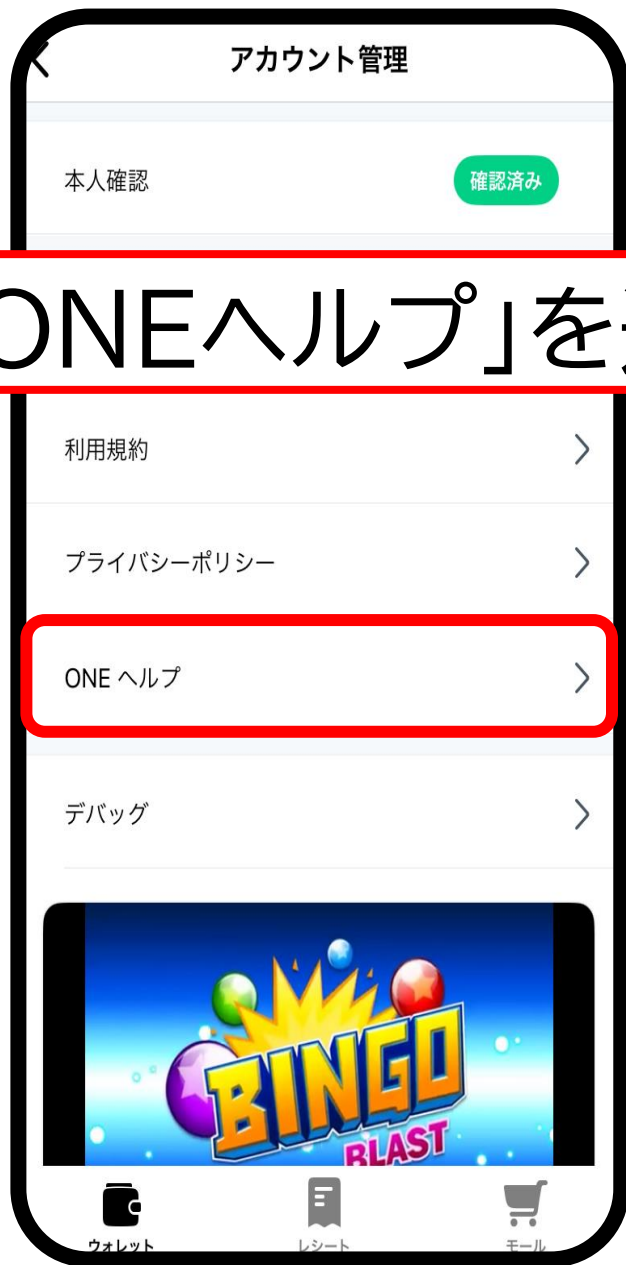 アカウント管理
本人確認
確認済み
ONEヘルプ」を
利用規約
プライバシーポリシー
ONE ヘルプ
デバッグ
BINGO
BLAST
ウォレット
レシート
モール